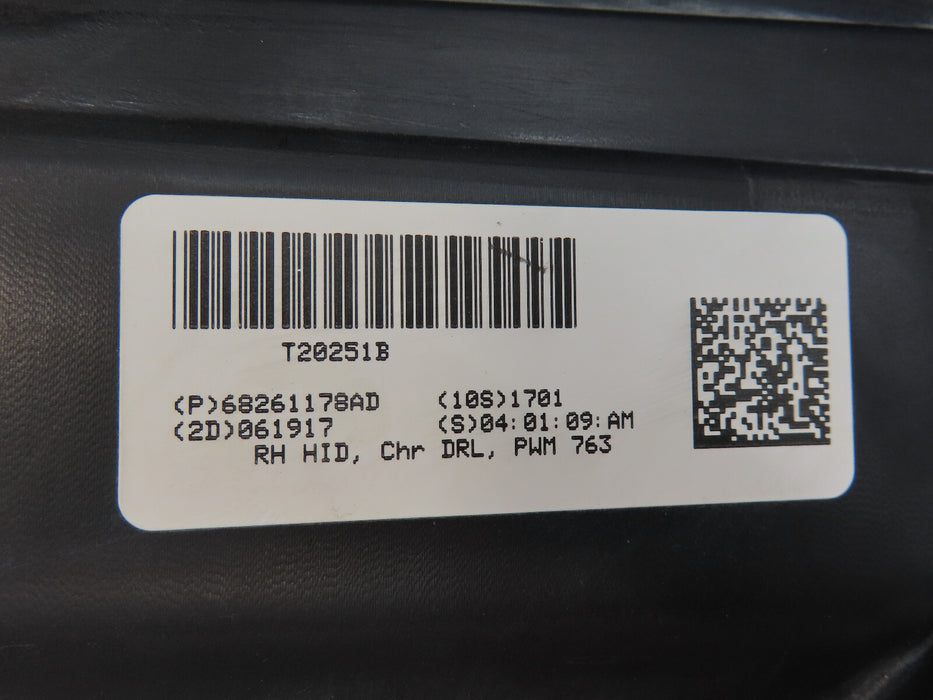 T20251B
(P)68261178AD (10S)1701
(2D)061917 (S)04:01:09:AM
RH HID, Chr DRL, PWM 763